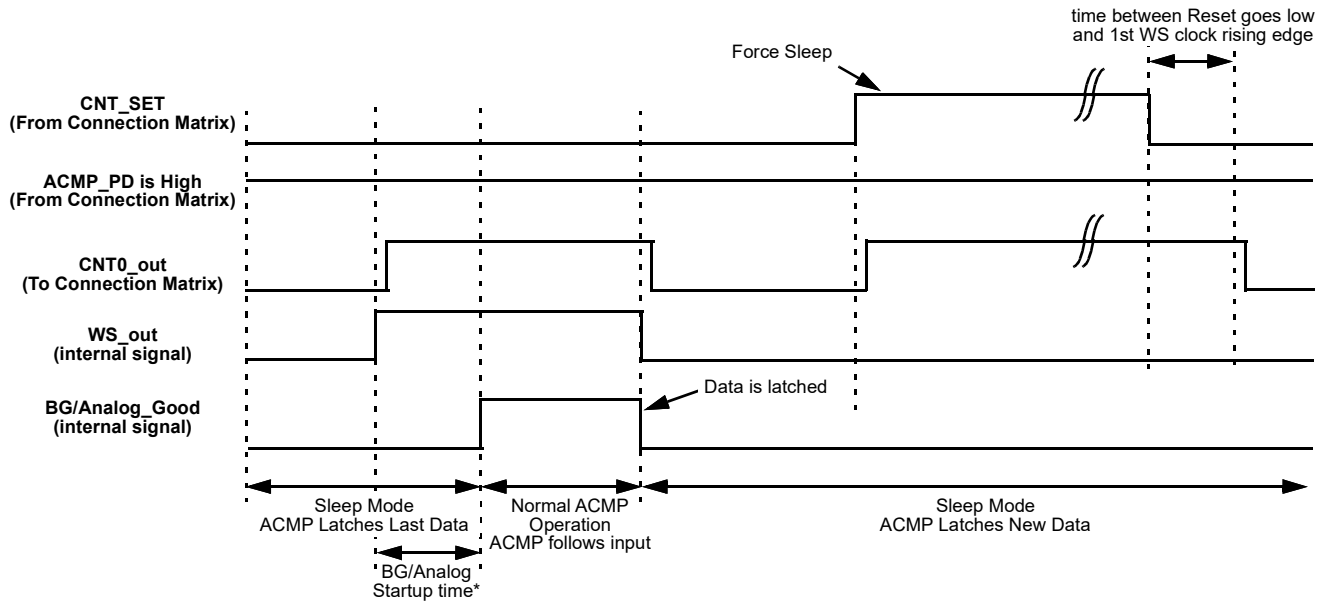 time between Reset goes low
and 1st WS clock rising edge
Force Sleep
CNT_SET
(From Connection Matrix)
ACMP_PD is High
(From Connection Matrix)
CNT0_out
(To Connection Matrix)
WS_out
(internal signal)
Data is latched
BG/Analog_Good
(internal signal)
Sleep Mode
ACMP Latches Last Data
Normal ACMP
Operation
ACMP follows input
Sleep Mode
ACMP Latches New Data
BG/Analog
Startup time*